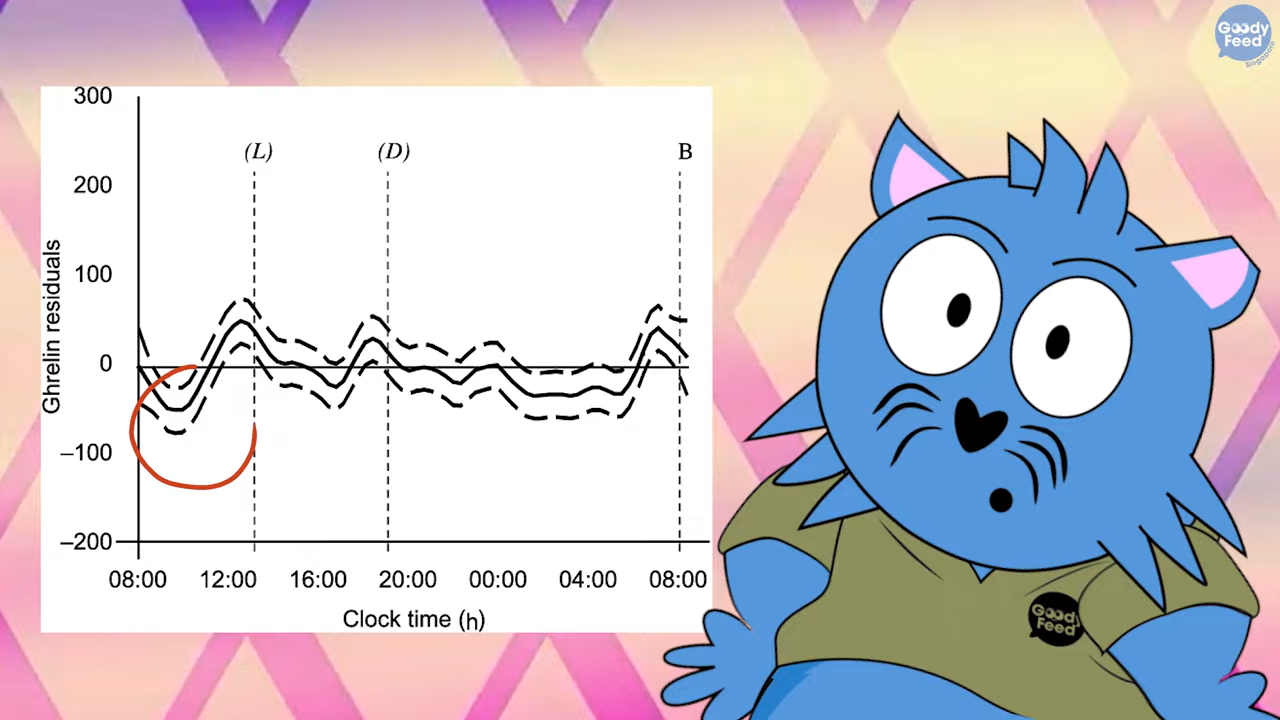 Goody
Feed
Singapore
300
(L)
(D)
B
200
100
0
–100
–200
Ghrelin residuals
08:00 12:00 16:00 20:00 00:00 04:00 08:00
Clock time (h)
Goody
Feed